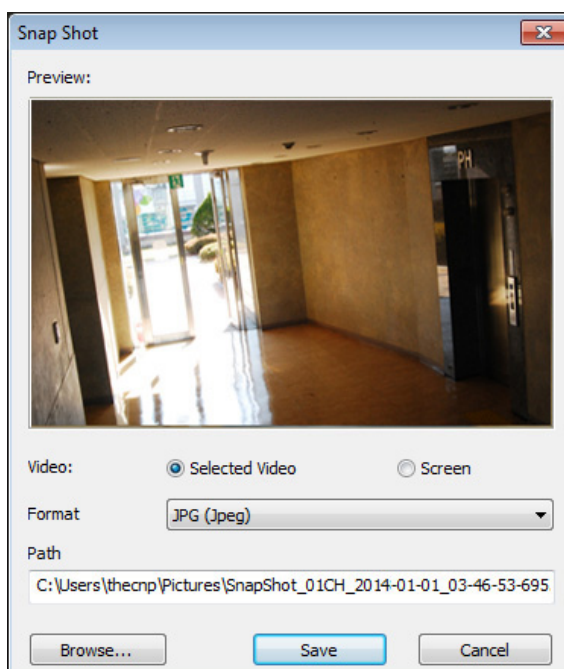 Snap Shot
Preview:
PH
Video:
Selected Video
Screen
Format
JPG (Jpeg)
Path
C:\Users\thecnp\Pictures\SnapShot_01CH_2014-01-01_03-46-53-695
Browse...
Save
Cancel